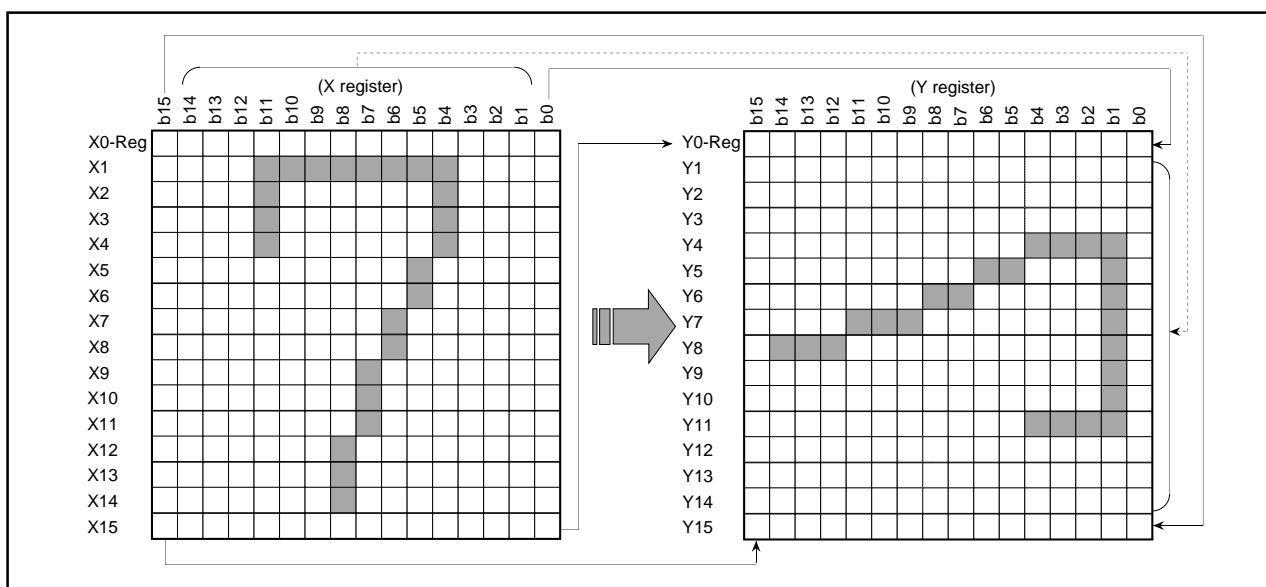 (X register)
b15 b14 b13 b12 b11 b10 b9 b8 b7 b6 b5 b4 b3 b2 b1 b0
X0-Reg
X1
X2
X3
X4
X5
X6
X7
X8
X9
X10
X11
X12
X13
X14
X15
(Y register)
b15 b14 b13 b12 b11 b10 b9 b8 b7 b6 b5 b4 b3 b2 b1 b0
Y0-Reg
Y1
Y2
Y3
Y4
Y5
Y6
Y7
Y8
Y9
Y10
Y11
Y12
Y13
Y14
Y15